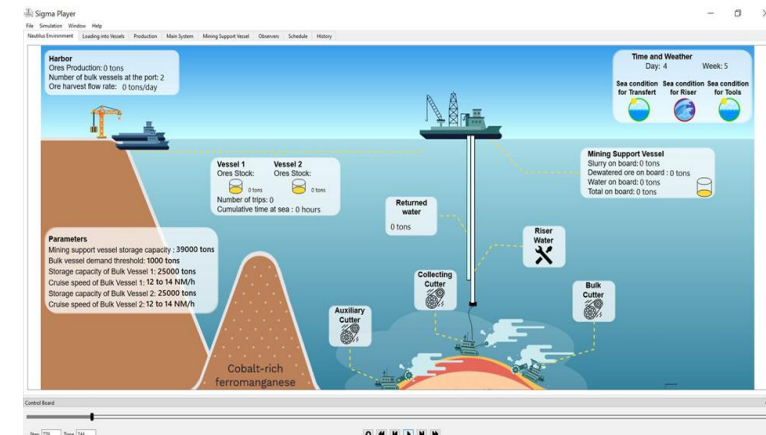 Sigma Player
File Simulation Window Help
Nautilus Environment Loading into Vessels Production Main System Mining Support Vessel Observers Schedule History
Harbor
Ores Production: 0 tons
Number of bulk vessels at the port: 2
Ore harvest flow rate: 0 tons/day
Time and Weather
Day: 4 Week: 5
Sea condition for Transfert
Sea condition for Riser
Sea condition for Tools
Vessel 1
Ores Stock:
0 tons
Vessel 2
Ores Stock:
0 tons
Number of trips: 0
Cumulative time at sea : 0 hours
Mining Support Vessel
Slurry on board: 0 tons
Dewatered ore on board : 0 tons
Water on board: 0 tons
Total on board: 0 tons
Returned
water
0 tons
Riser
Water
Parameters
Mining support vessel storage capacity : 39000 tons
Bulk vessel demand threshold: 1000 tons
Storage capacity of Bulk Vessel 1: 25000 tons
Cruise speed of Bulk Vessel 1: 12 to 14 NM/h
Storage capacity of Bulk Vessel 2: 25000 tons
Cruise speed of Bulk Vessel 2: 12 to 14 NM/h
Collecting
Cutter
Bulk
Cutter
Auxiliary
Cutter
Cobalt-rich
ferromanganese
Control Board